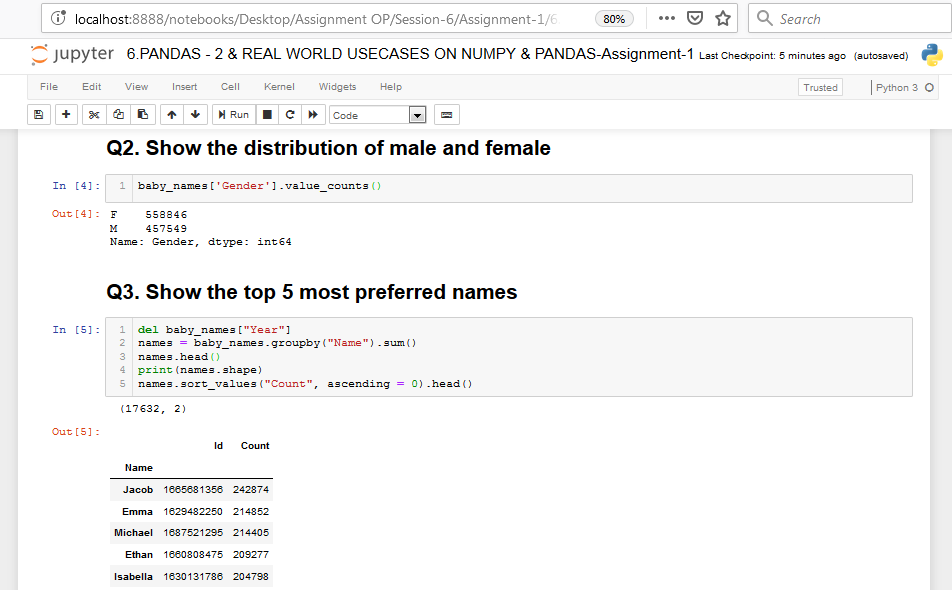 localhost:8888/notebooks/Desktop/Assignment OP/Session-6/Assignment-1/6
80%
Search
jupyter 6.PANDAS - 2 & REAL WORLD USECASES ON NUMPY & PANDAS-Assignment-1 Last Checkpoint: 5 minutes ago (autosaved)
File Edit View Insert Cell Kernel Widgets Help Trusted Python 3
Run Code
Q2. Show the distribution of male and female
In [4]: 1 baby_names['Gender'].value_counts()
Out[4]: F 558846
M 457549
Name: Gender, dtype: int64
Q3. Show the top 5 most preferred names
In [5]: 1 del baby_names["Year"]
2 names = baby_names.groupby("Name").sum()
3 names.head()
4 print(names.shape)
5 names.sort_values("Count", ascending = 0).head()
(17632, 2)
Out[5]:
Id Count
Name
Jacob 1665681356 242874
Emma 1629482250 214852
Michael 1687521295 214405
Ethan 1660808475 209277
Isabella 1630131786 204798